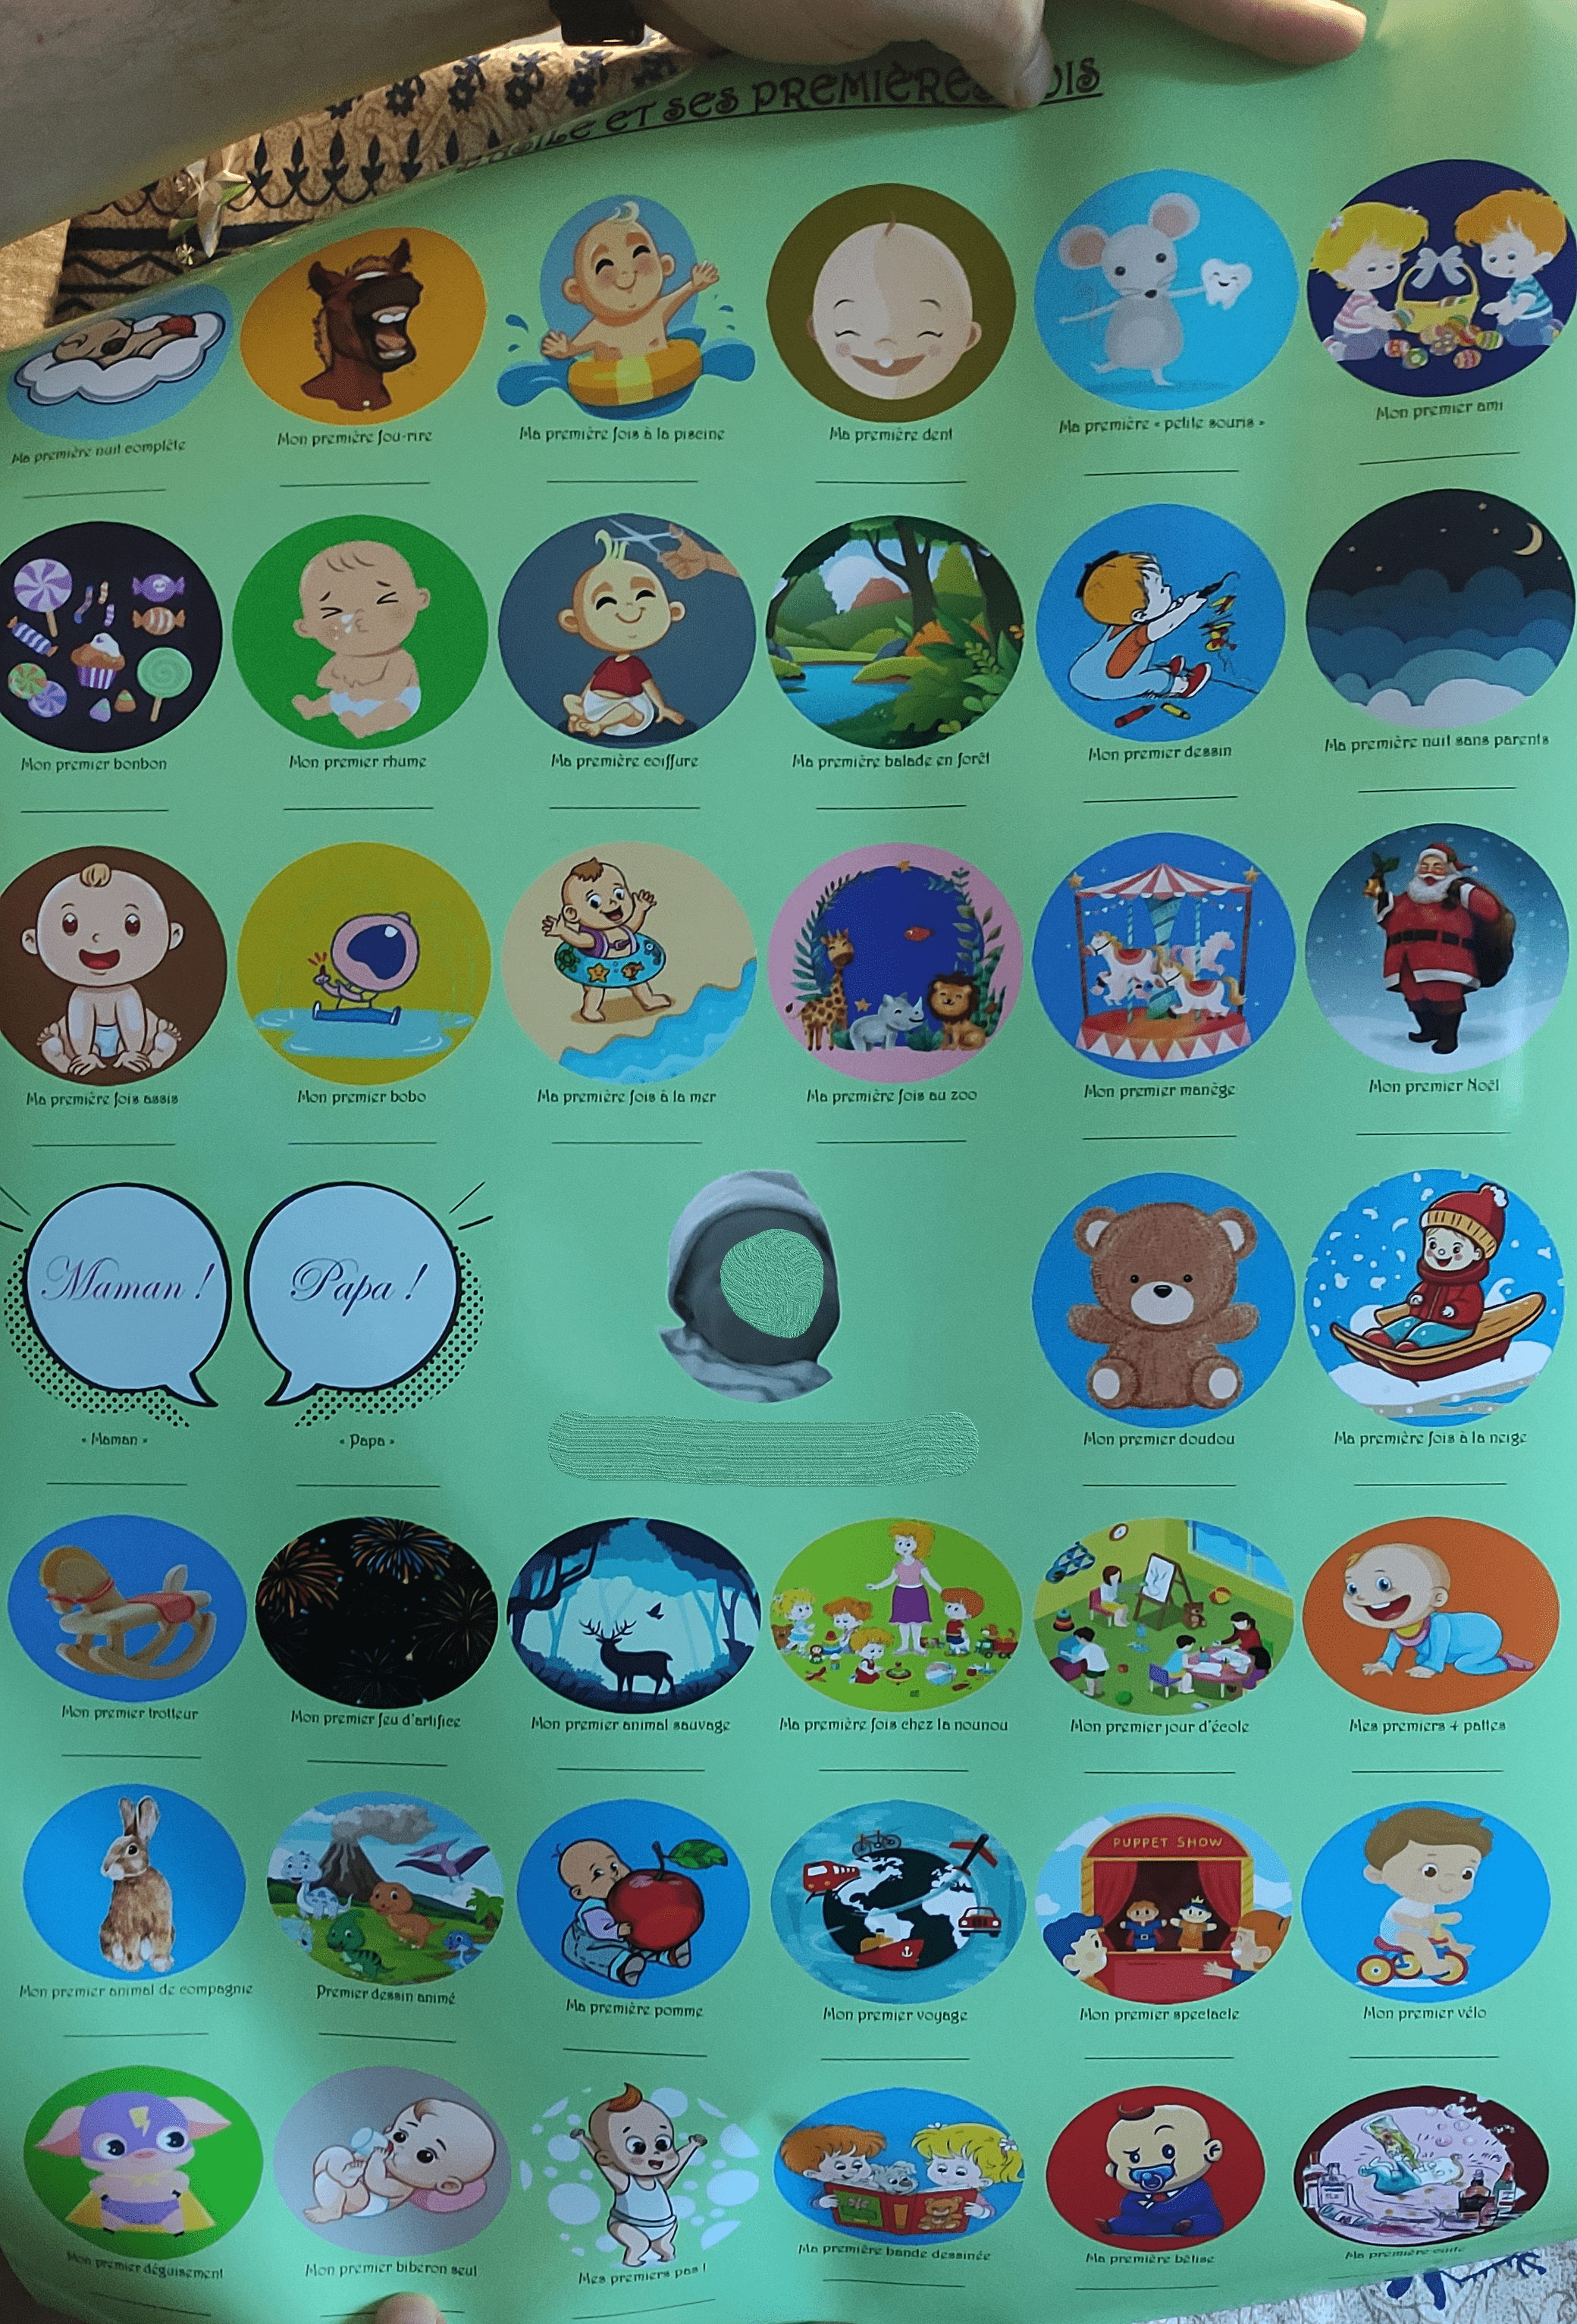 ET SES PREMIÈRES
Ma première nuit complète
Mon première fou-rire
Ma première fois à la piscine
Ma première dent
Ma première « petite souris »
Mon premier ami
Mon premier bonbon
Mon premier rhume
Ma première coiffure
Ma première balade en forêt
Mon premier dessin
Ma première nuit sans parents
Ma première fois assis
Mon premier bobo
Ma première fois à la mer
Ma première fois au zoo
Mon premier manège
Mon premier Noël
Maman !
Papa !
« Maman »
« Papa »
Mon premier doudou
Ma première fois à la neige
Mon premier trotteur
Mon premier feu d'artifice
Mon premier animal sauvage
Ma première fois chez la nounou
Mon premier jour d'école
Mes premiers 4 pattes
PUPPET SHOW
Mon premier animal de compagnie
Premier dessin animé
Ma première pomme
Mon premier voyage
Mon premier spectacle
Mon premier vélo
Mon premier déguisement
Mon premier biberon seul
Mes premiers pas !
Ma première bande dessinée
Ma première bêtise
Ma première cuite